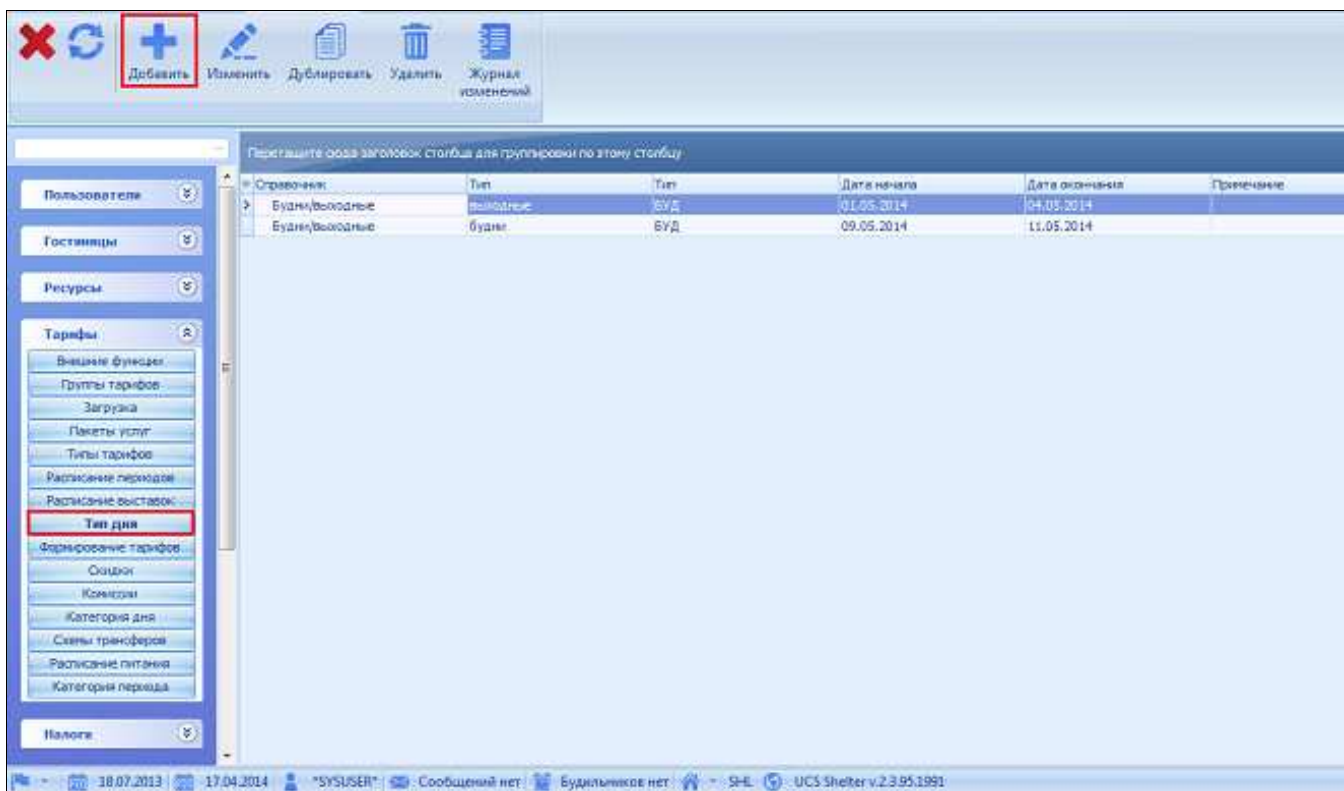 Добавить Изменить Дублировать Удалить Журнал изменений
Перетащите сюда заголовок столбца для группировки по этому столбцу
Справочник Тип Тип Дата начала Дата окончания Примечание
Будни/выходные выходные БУД 01.05.2014 04.05.2014
Будни/выходные будни БУД 09.05.2014 11.05.2014
Пользователи
Гостиницы
Ресурсы
Тарифы
Внешние функции
Группы тарифов
Загрузка
Пакеты услуг
Типы тарифов
Расписание периодов
Расписание выставок
Тип дня
Формирование тарифов
Скидки
Комиссии
Категория дня
Схемы трансферов
Расписание питания
Категория периода
Налоги
18.07.2013 17.04.2014 *SYSUSER* Сообщений нет Будильников нет SHL UCS Shelter v.2.3.95.1991